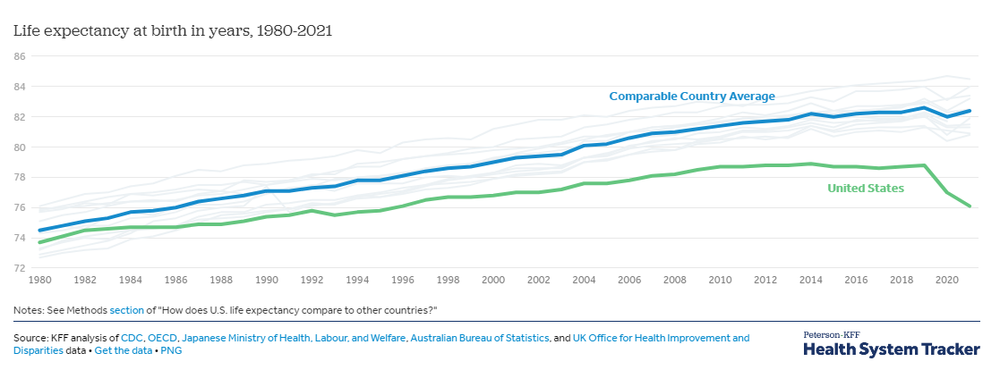 Life expectancy at birth in years, 1980-2021
86
84
Comparable Country Average
82
80
78
United States
76
74
72
1980 1982 1984 1986 1988 1990 1992 1994 1996 1998 2000 2002 2004 2006 2008 2010 2012 2014 2016 2018 2020
Notes: See Methods section of "How does U.S. life expectancy compare to other countries?"
Source: KFF analysis of CDC, OECD, Japanese Ministry of Health, Labour, and Welfare, Australian Bureau of Statistics, and UK Office for Health Improvement and
Disparities data • Get the data • PNG
Peterson-KFF
Health System Tracker